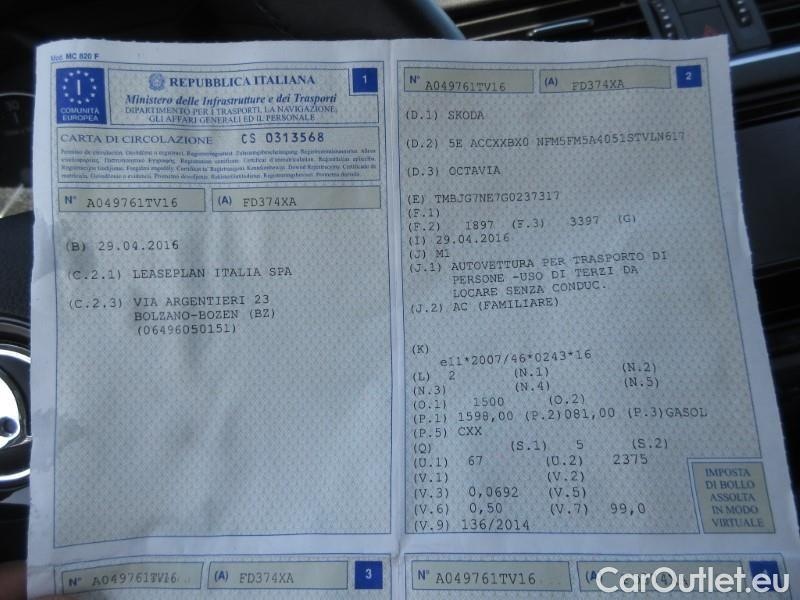 Mod. MC 820 F
I
COMUNITÀ
EUROPEA
REPUBBLICA ITALIANA
1
Ministero delle Infrastrutture e dei Trasporti
DIPARTIMENTO PER I TRASPORTI, LA NAVIGAZIONE,
GLI AFFARI GENERALI ED IL PERSONALE
CARTA DI CIRCOLAZIONE CS 0313568
N° A049761TV16 (A) FD374XA
(B) 29.04.2016
(C.2.1) LEASEPLAN ITALIA SPA
(C.2.3) VIA ARGENTIERI 23
BOLZANO-BOZEN (BZ)
(06496050151)
N° A049761TV16 (A) FD374XA 2
(D.1) SKODA
(D.2) 5E ACCXXBX0 NFM5FM5A4051STVLN617
(D.3) OCTAVIA
(E) TMBJG7NE7G0237317
(F.1)
(F.2) 1897 (F.3) 3397 (G)
(I) 29.04.2016
(J) M1
(J.1) AUTOVETTURA PER TRASPORTO DI
PERSONE -USO DI TERZI DA
LOCARE SENZA CONDUC.
(J.2) AC (FAMILIARE)
(K)
e11*2007/46*0243*16
(L) 2 (N.1) (N.2)
(N.3) (N.4) (N.5)
(O.1) 1500 (O.2)
(P.1) 1598,00 (P.2)081,00 (P.3)GASOL
(P.5) CXX
(Q) (S.1) 5 (S.2)
(U.1) 67 (U.2) 2375
(V.1) (V.2)
(V.3) 0,0692 (V.5)
(V.6) 0,50 (V.7) 99,0
(V.9) 136/2014
IMPOSTA
DI BOLLO
ASSOLTA
IN MODO
VIRTUALE
N° A049761TV16 (A) FD374XA 3
N° A049761TV16
CarOutlet.eu